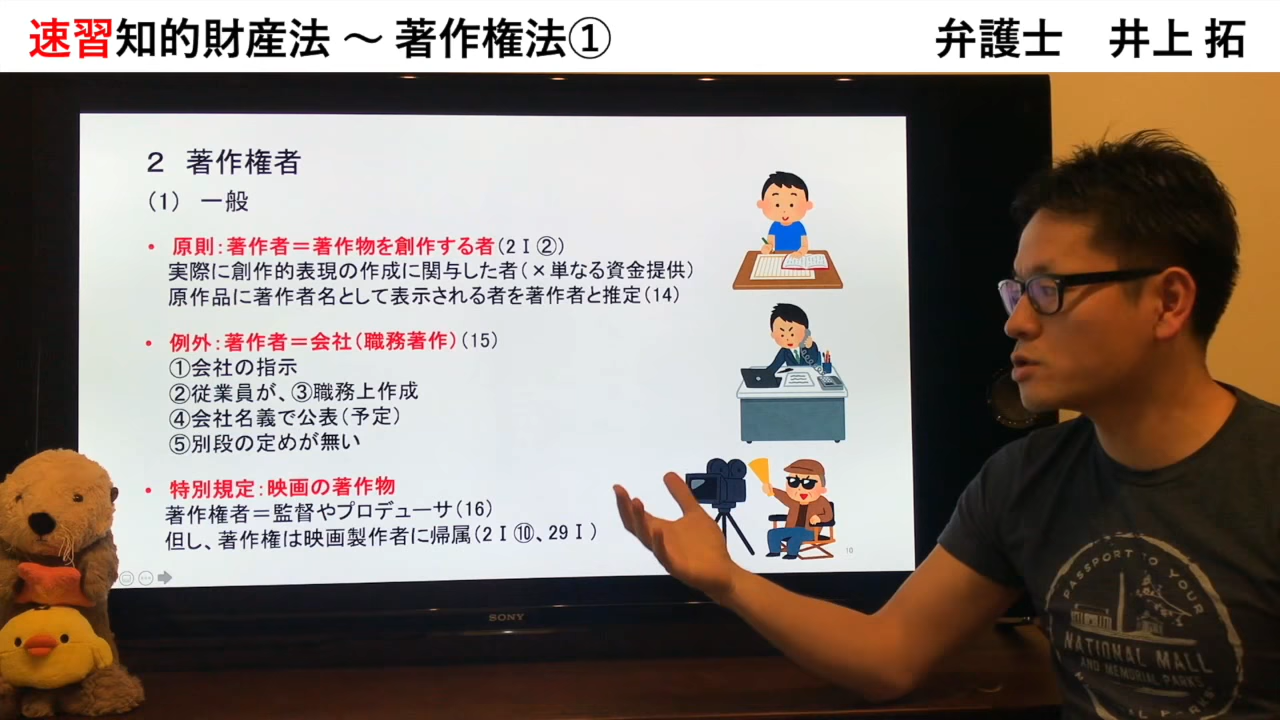 速習知的財産法 ～ 著作権法①
弁護士 井上 拓
2 著作権者
(1) 一般
• 原則：著作者＝著作物を創作する者(2Ⅰ②)
実際に創作的表現の作成に関与した者(×単なる資金提供)
原作品に著作者名として表示される者を著作者と推定(14)
• 例外：著作者＝会社(職務著作)(15)
①会社の指示
②従業員が、③職務上作成
④会社名義で公表(予定)
⑤別段の定めが無い
• 特別規定：映画の著作物
著作権者＝監督やプロデューサ(16)
但し、著作権は映画製作者に帰属(2Ⅰ⑩、29Ⅰ)
10
SONY
PASSPORT TO YOUR
NATIONAL MALL
AND MEMORIAL PARKS